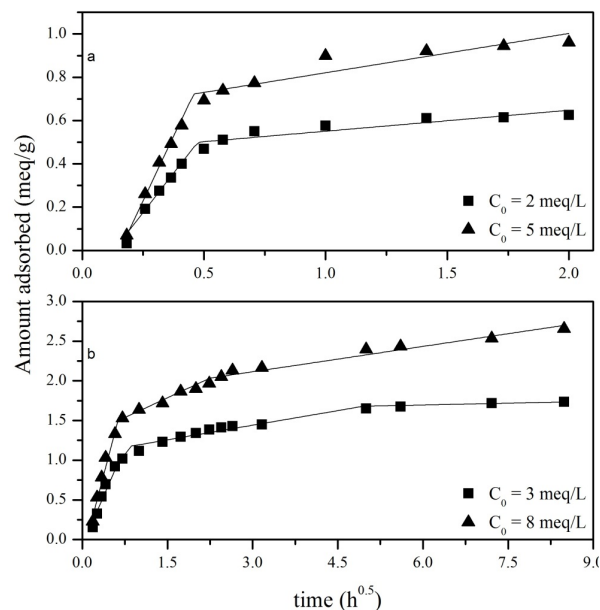 1.0
a
0.8
0.6
0.4
0.2
0.0
C₀ = 2 meq/L
C₀ = 5 meq/L
0.0 0.5 1.0 1.5 2.0
Amount adsorbed (meq/g)
3.0
b
2.5
2.0
1.5
1.0
0.5
0.0
C₀ = 3 meq/L
C₀ = 8 meq/L
0.0 1.5 3.0 4.5 6.0 7.5 9.0
time (h⁰·⁵)